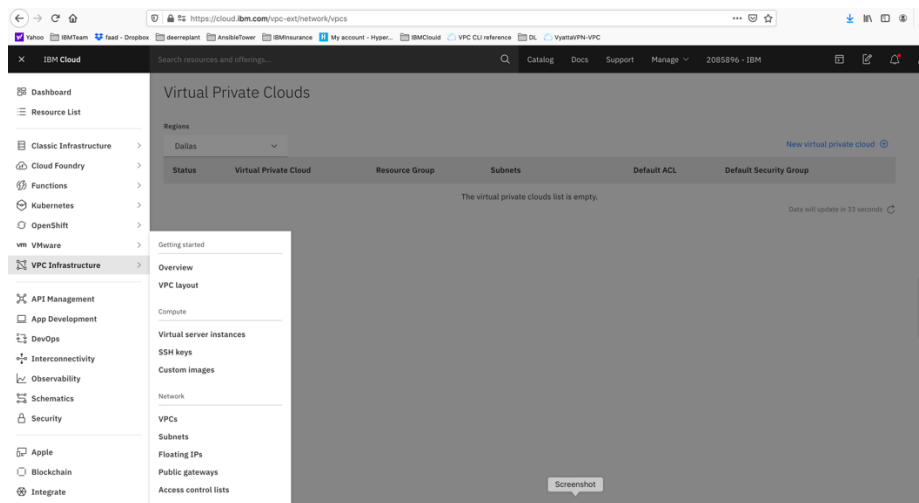 https://cloud.ibm.com/vpc-ext/network/vpcs
Yahoo IBMTeam faad - Dropbox deerreplant AnsibleTower IBMInsurance My account - Hyper... IBMCloud VPC CLI reference DL VyattaVPN-VPC
IBM Cloud Search resources and offerings... Catalog Docs Support Manage 2085896 - IBM
Dashboard
Resource List
Classic Infrastructure
Cloud Foundry
Functions
Kubernetes
OpenShift
vm VMware
VPC Infrastructure
API Management
App Development
DevOps
Interconnectivity
Observability
Schematics
Security
Apple
Blockchain
Integrate
Getting started
Overview
VPC layout
Compute
Virtual server instances
SSH keys
Custom images
Network
VPCs
Subnets
Floating IPs
Public gateways
Access control lists
Virtual Private Clouds
Regions
Dallas
New virtual private cloud
Status Virtual Private Cloud Resource Group Subnets Default ACL Default Security Group
The virtual private clouds list is empty.
Data will update in 33 seconds
Screenshot